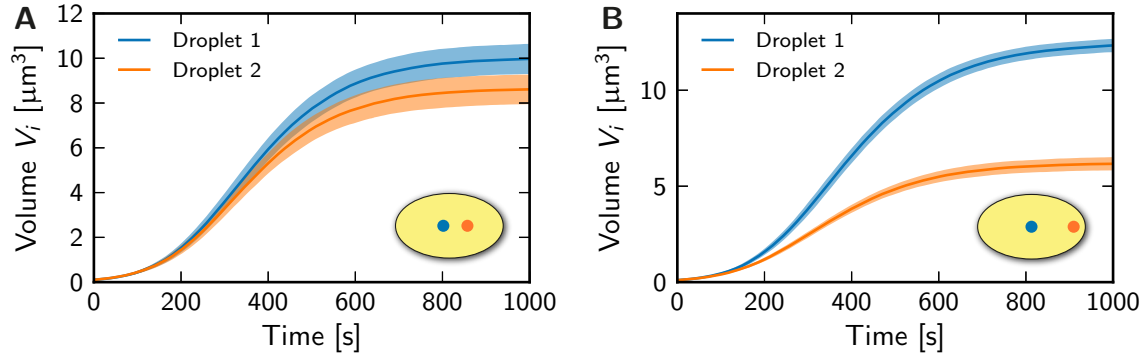 A
Volume V_i [µm³]
12
10
8
6
4
2
0
Droplet 1
Droplet 2
0 200 400 600 800 1000
Time [s]
B
Volume V_i [µm³]
10
5
0
Droplet 1
Droplet 2
0 200 400 600 800 1000
Time [s]